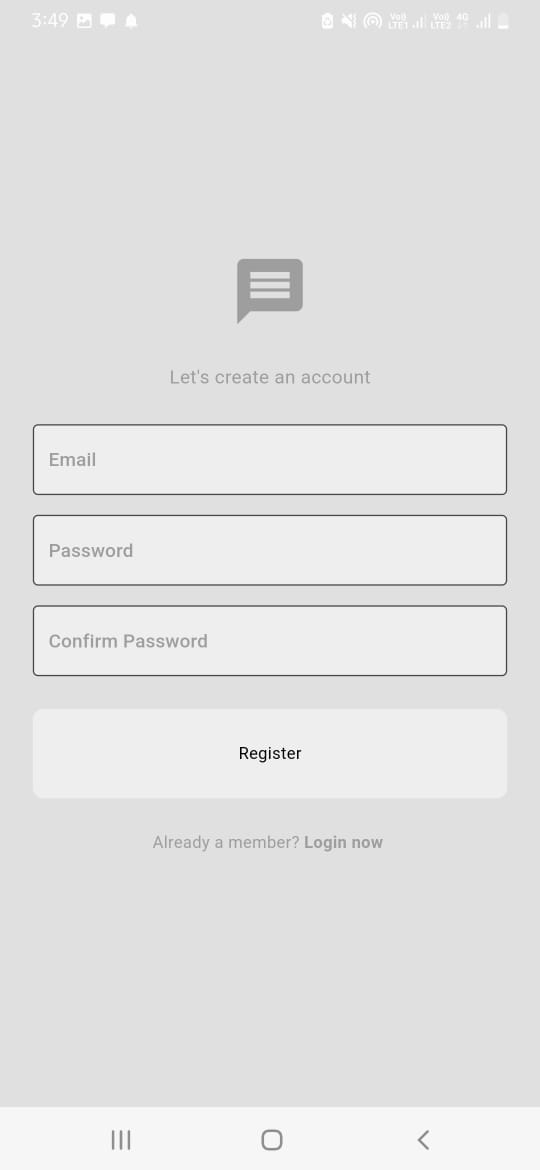 3:49 Vo)) LTE1 Vo)) LTE2 4G
Let's create an account
Email
Password
Confirm Password
Register
Already a member? Login now